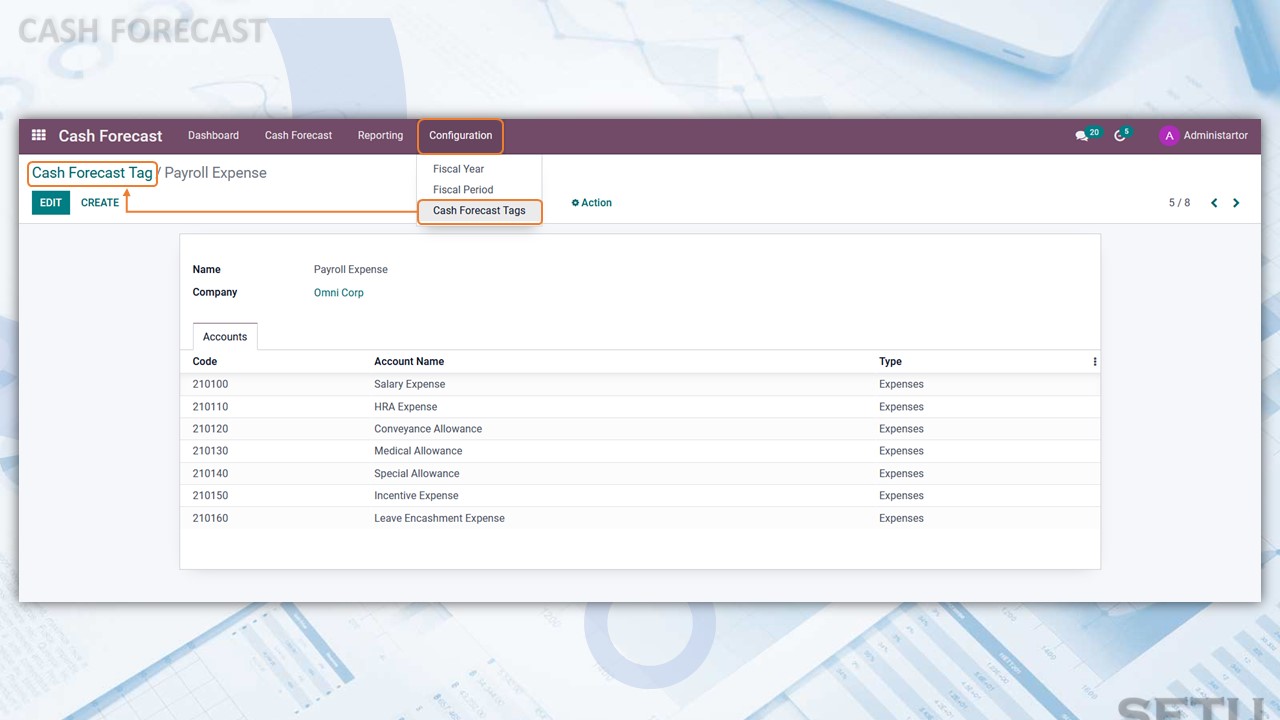 CASH FORECAST
Cash Forecast Dashboard Cash Forecast Reporting Configuration 20 5 A Administartor
Cash Forecast Tag / Payroll Expense
Fiscal Year
Fiscal Period
Cash Forecast Tags
EDIT CREATE Action 5 / 8
Name Payroll Expense
Company Omni Corp
Accounts
Code Account Name Type
210100 Salary Expense Expenses
210110 HRA Expense Expenses
210120 Conveyance Allowance Expenses
210130 Medical Allowance Expenses
210140 Special Allowance Expenses
210150 Incentive Expense Expenses
210160 Leave Encashment Expense Expenses
SETU